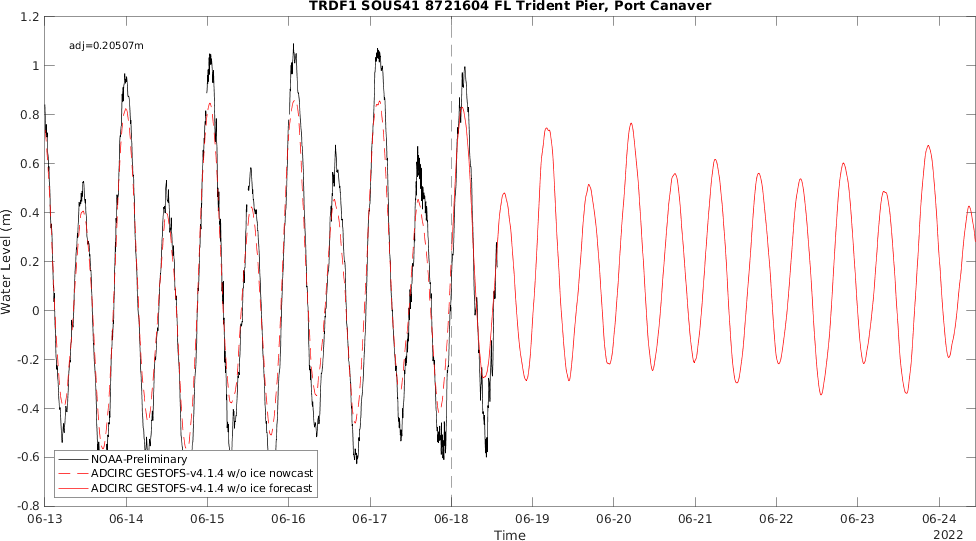 TRDF1 SOUS41 8721604 FL Trident Pier, Port Canaver
adj=0.20507m
1.2
1
0.8
0.6
0.4
0.2
0
-0.2
-0.4
-0.6
-0.8
Water Level (m)
NOAA-Preliminary
ADCIRC GESTOFS-v4.1.4 w/o ice nowcast
ADCIRC GESTOFS-v4.1.4 w/o ice forecast
06-13 06-14 06-15 06-16 06-17 06-18 06-19 06-20 06-21 06-22 06-23 06-24
Time
2022